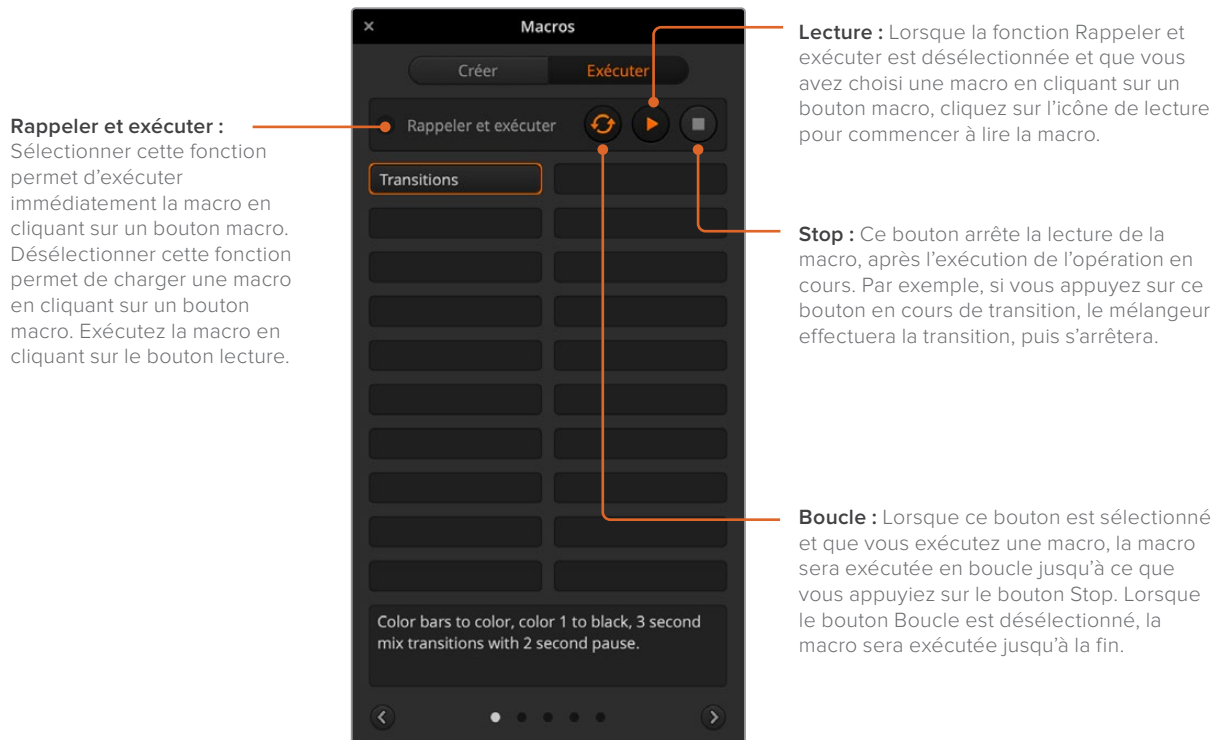 Rappeler et exécuter :
Sélectionner cette fonction
permet d'exécuter
immédiatement la macro en
cliquant sur un bouton macro.
Désélectionner cette fonction
permet de charger une macro
en cliquant sur un bouton
macro. Exécutez la macro en
cliquant sur le bouton lecture.
Macros
Créer
Exécuter
Rappeler et exécuter
Transitions
Color bars to color, color 1 to black, 3 second
mix transitions with 2 second pause.
Lecture : Lorsque la fonction Rappeler et
exécuter est désélectionnée et que vous
avez choisi une macro en cliquant sur un
bouton macro, cliquez sur l'icône de lecture
pour commencer à lire la macro.
Stop : Ce bouton arrête la lecture de la
macro, après l'exécution de l'opération en
cours. Par exemple, si vous appuyez sur ce
bouton en cours de transition, le mélangeur
effectuera la transition, puis s'arrêtera.
Boucle : Lorsque ce bouton est sélectionné
et que vous exécutez une macro, la macro
sera exécutée en boucle jusqu'à ce que
vous appuyiez sur le bouton Stop. Lorsque
le bouton Boucle est désélectionné, la
macro sera exécutée jusqu'à la fin.